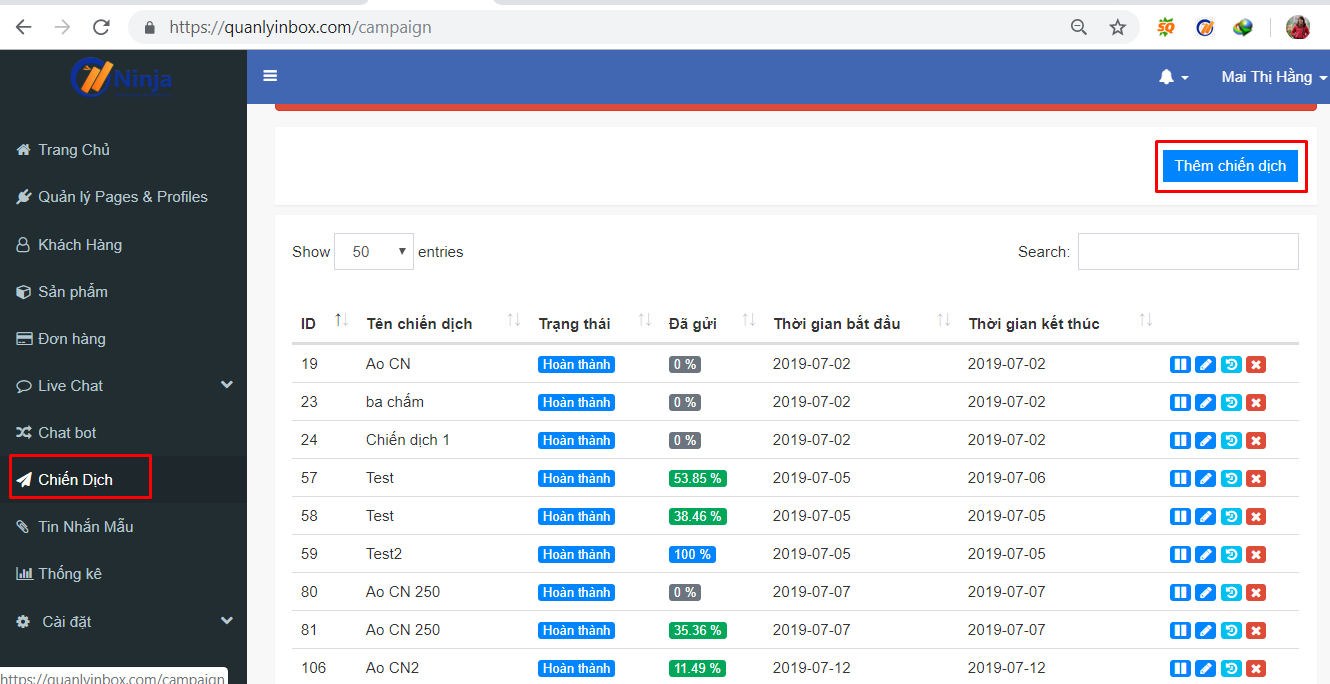 https://quanlyinbox.com/campaign
Ninja
Mai Thị Hằng
Trang Chủ
Quản lý Pages & Profiles
Khách Hàng
Sản phẩm
Đơn hàng
Live Chat
Chat bot
Chiến Dịch
Tin Nhắn Mẫu
Thống kê
Cài đặt
https://quanlyinbox.com/campaign
Thêm chiến dịch
Show 50 entries
Search:
ID Tên chiến dịch Trạng thái Đã gửi Thời gian bắt đầu Thời gian kết thúc
19 Ao CN Hoàn thành 0 % 2019-07-02 2019-07-02
23 ba chấm Hoàn thành 0 % 2019-07-02 2019-07-02
24 Chiến dịch 1 Hoàn thành 0 % 2019-07-02 2019-07-02
57 Test Hoàn thành 53.85 % 2019-07-05 2019-07-06
58 Test Hoàn thành 38.46 % 2019-07-05 2019-07-05
59 Test2 Hoàn thành 100 % 2019-07-05 2019-07-05
80 Ao CN 250 Hoàn thành 0 % 2019-07-07 2019-07-07
81 Ao CN 250 Hoàn thành 35.36 % 2019-07-07 2019-07-07
106 Ao CN2 Hoàn thành 11.49 % 2019-07-12 2019-07-12